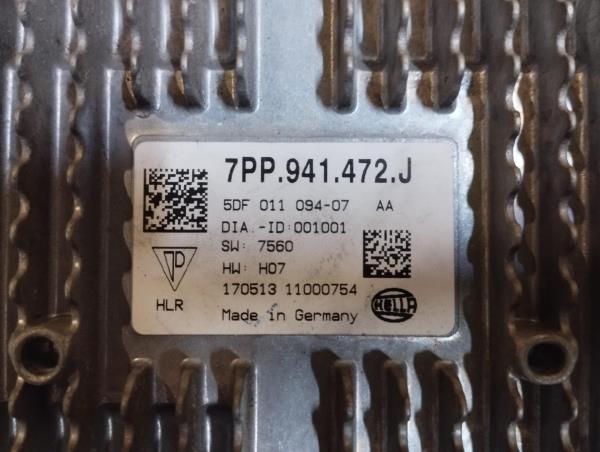 7PP.941.472.J
5DF 011 094-07 AA
DIA.-ID:001001
SW: 7560
HW: H07
170513 11000754
HLR
Made in Germany
HELLA